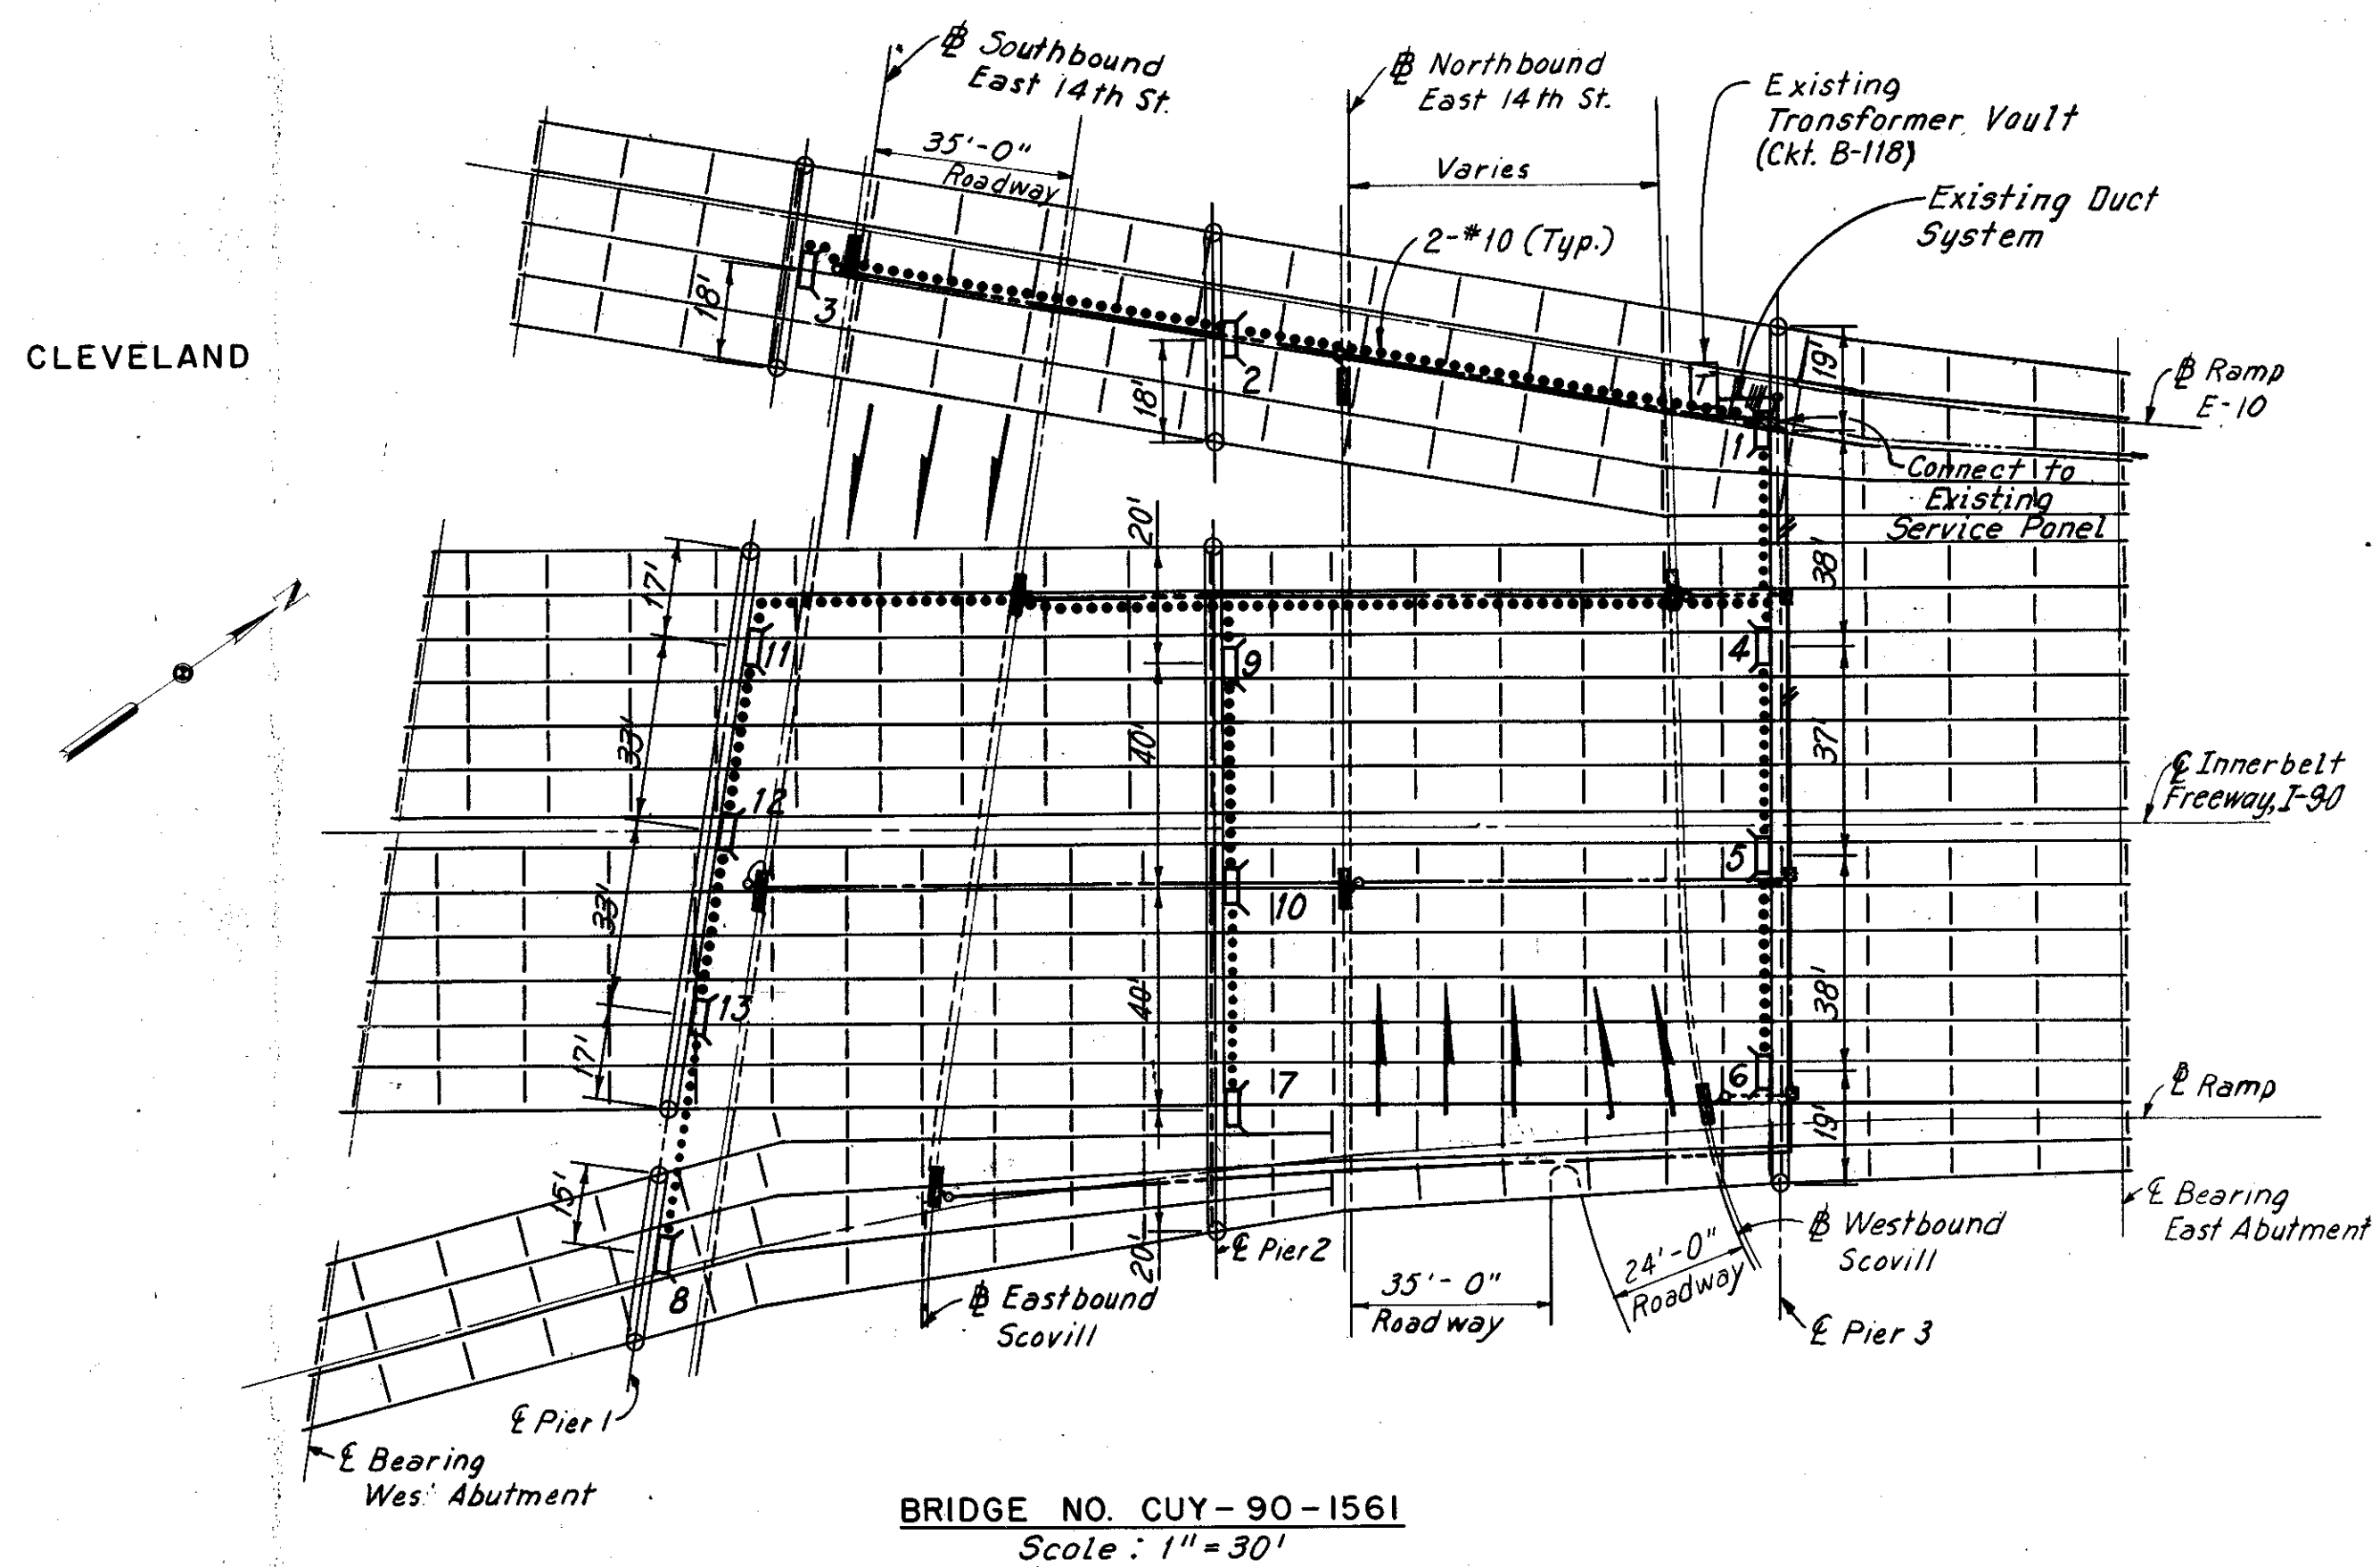 ℄ Southbound
East 14th St.
℄ Northbound
East 14th St.
Existing
Transformer Vault
(Ckt. B-118)
35'-0"
Roadway
Varies
Existing Duct
System
2-#10 (Typ.)
18'
3
CLEVELAND
2
18'
T
19'
℄ Ramp
E-10
1
Connect to
Existing
Service Panel
20'
17'
38'
N
11
9
4
33'
40'
37'
12
℄ Innerbelt
Freeway, I-90
5
33'
10
13
40'
38'
17'
7
6
℄ Ramp
19'
15'
℄ Bearing
East Abutment
℄ Westbound
Scovill
20'
℄ Pier 2
24'-0"
Roadway
8
℄ Eastbound
Scovill
35'-0"
Roadway
℄ Pier 3
℄ Pier 1
℄ Bearing
Wes' Abutment
BRIDGE NO. CUY-90-1561
Scale : 1" = 30'